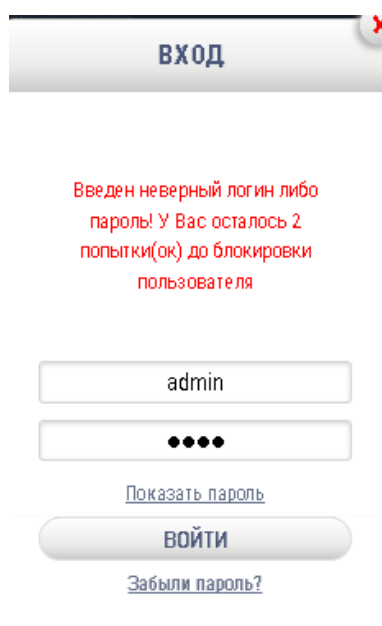 ВХОД
Введен неверный логин либо
пароль! У Вас осталось 2
попытки(ок) до блокировки
пользователя
admin
Показать пароль
ВОЙТИ
Забыли пароль?